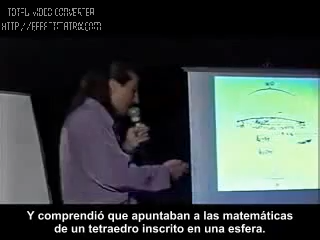 TOTAL VIDEO CONVERTER
HTTP://EFFECTMATRIX.COM
Y comprendió que apuntaban a las matemáticas
de un tetraedro inscrito en una esfera.